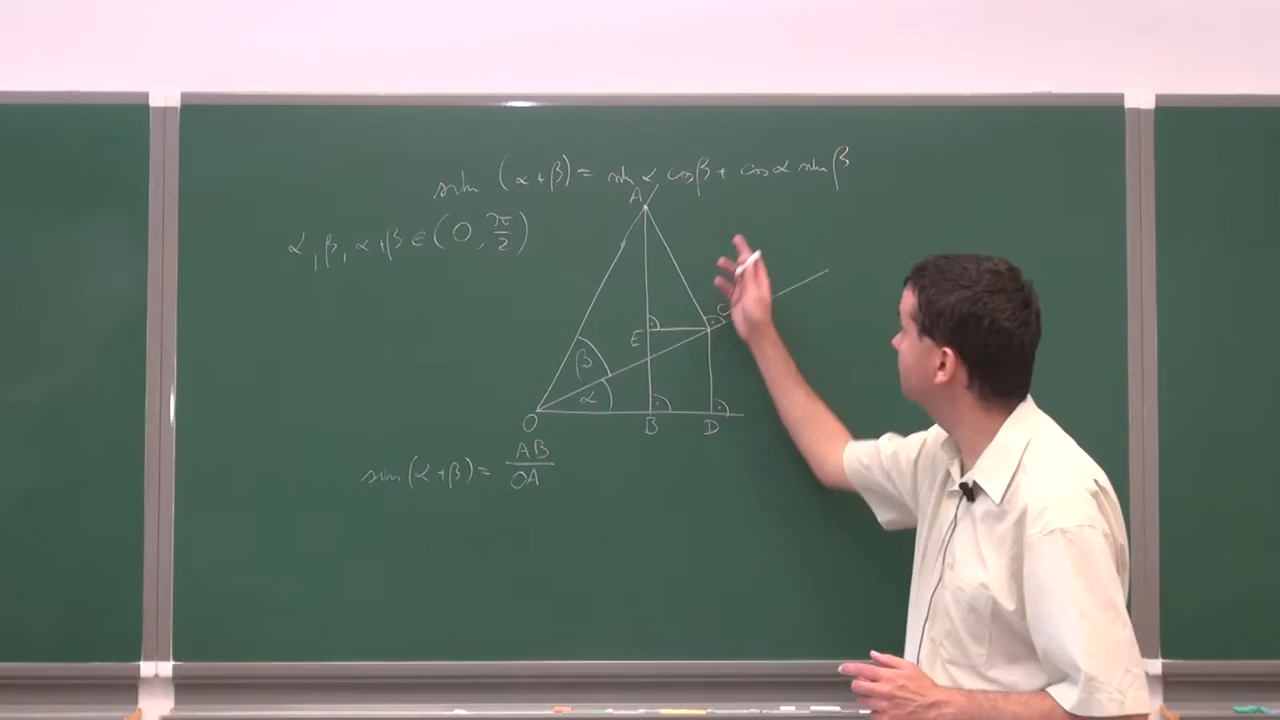 sin (α+β) = sin α cos β + cos α sin β
α, β, α+β ∈ (0, π/2)
A
C
E
β
α
O B D
sin(α+β) = AB/OA